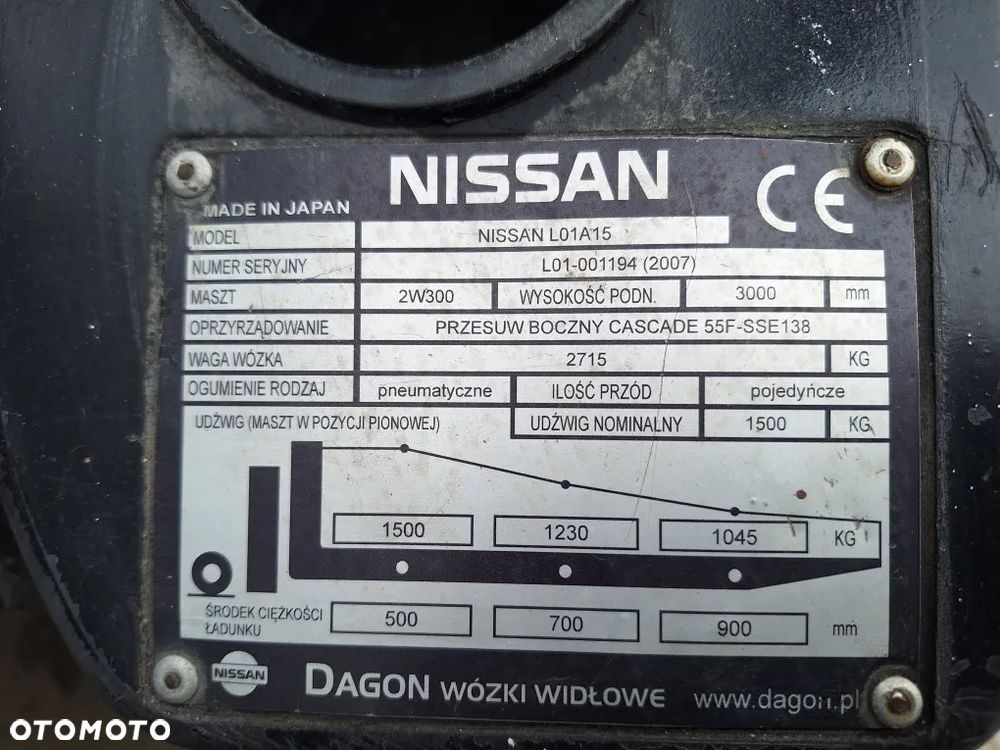 NISSAN
CE
MADE IN JAPAN
MODEL NISSAN L01A15
NUMER SERYJNY L01-001194 (2007)
MASZT 2W300 WYSOKOŚĆ PODN. 3000 mm
OPRZYRZĄDOWANIE PRZESUW BOCZNY CASCADE 55F-SSE138
WAGA WÓZKA 2715 KG
OGUMIENIE RODZAJ pneumatyczne ILOŚĆ PRZÓD pojedyńcze
UDŹWIG (MASZT W POZYCJI PIONOWEJ) UDŹWIG NOMINALNY 1500 KG
1500 1230 1045 KG
ŚRODEK CIĘŻKOŚCI
ŁADUNKU 500 700 900 mm
NISSAN DAGON WÓZKI WIDŁOWE www.dagon.pl
OTOMOTO